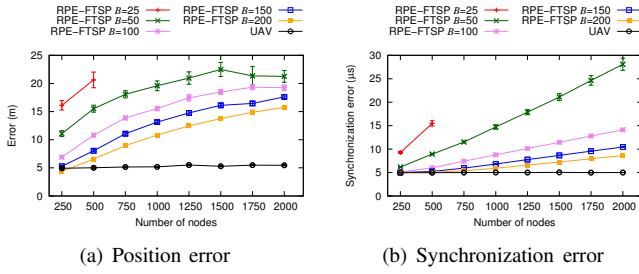 RPE-FTSP B=25
RPE-FTSP B=50
RPE-FTSP B=100
RPE-FTSP B=150
RPE-FTSP B=200
UAV
25
20
15
10
5
0
Error (m)
250 500 750 1000 1250 1500 1750 2000
Number of nodes
(a) Position error
RPE-FTSP B=25
RPE-FTSP B=50
RPE-FTSP B=100
RPE-FTSP B=150
RPE-FTSP B=200
UAV
30
25
20
15
10
5
0
Synchronization error (µs)
250 500 750 1000 1250 1500 1750 2000
Number of nodes
(b) Synchronization error